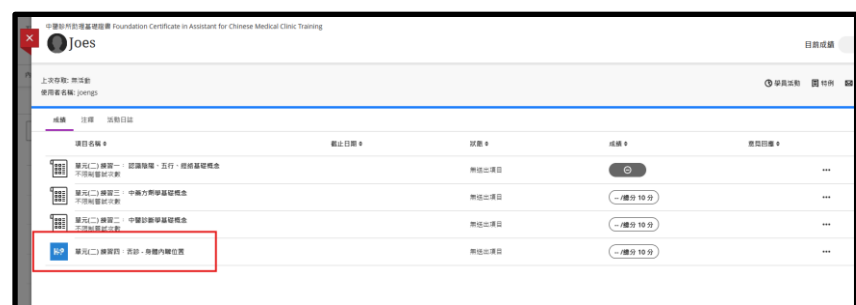 中醫診所助理基礎證書 Foundation Certificate in Assistant for Chinese Medical Clinic Training
Joes
目前成績
上次存取: 無活動
使用者名稱: joengs
學員活動 特例
成績 注釋 活動日誌
項目名稱 截止日期 狀態 成績 意見回應
單元(二) 練習一： 認識陰陽、五行、經絡基礎概念 無送出項目
不限制嘗試次數
單元(二) 練習三： 中藥方劑學基礎概念 無送出項目 -- /總分 10 分
不限制嘗試次數
單元(二) 練習二： 中醫診斷學基礎概念 無送出項目 -- /總分 10 分
不限制嘗試次數
單元(二) 練習四：舌診 - 身體內臟位置 無送出項目 -- /總分 10 分